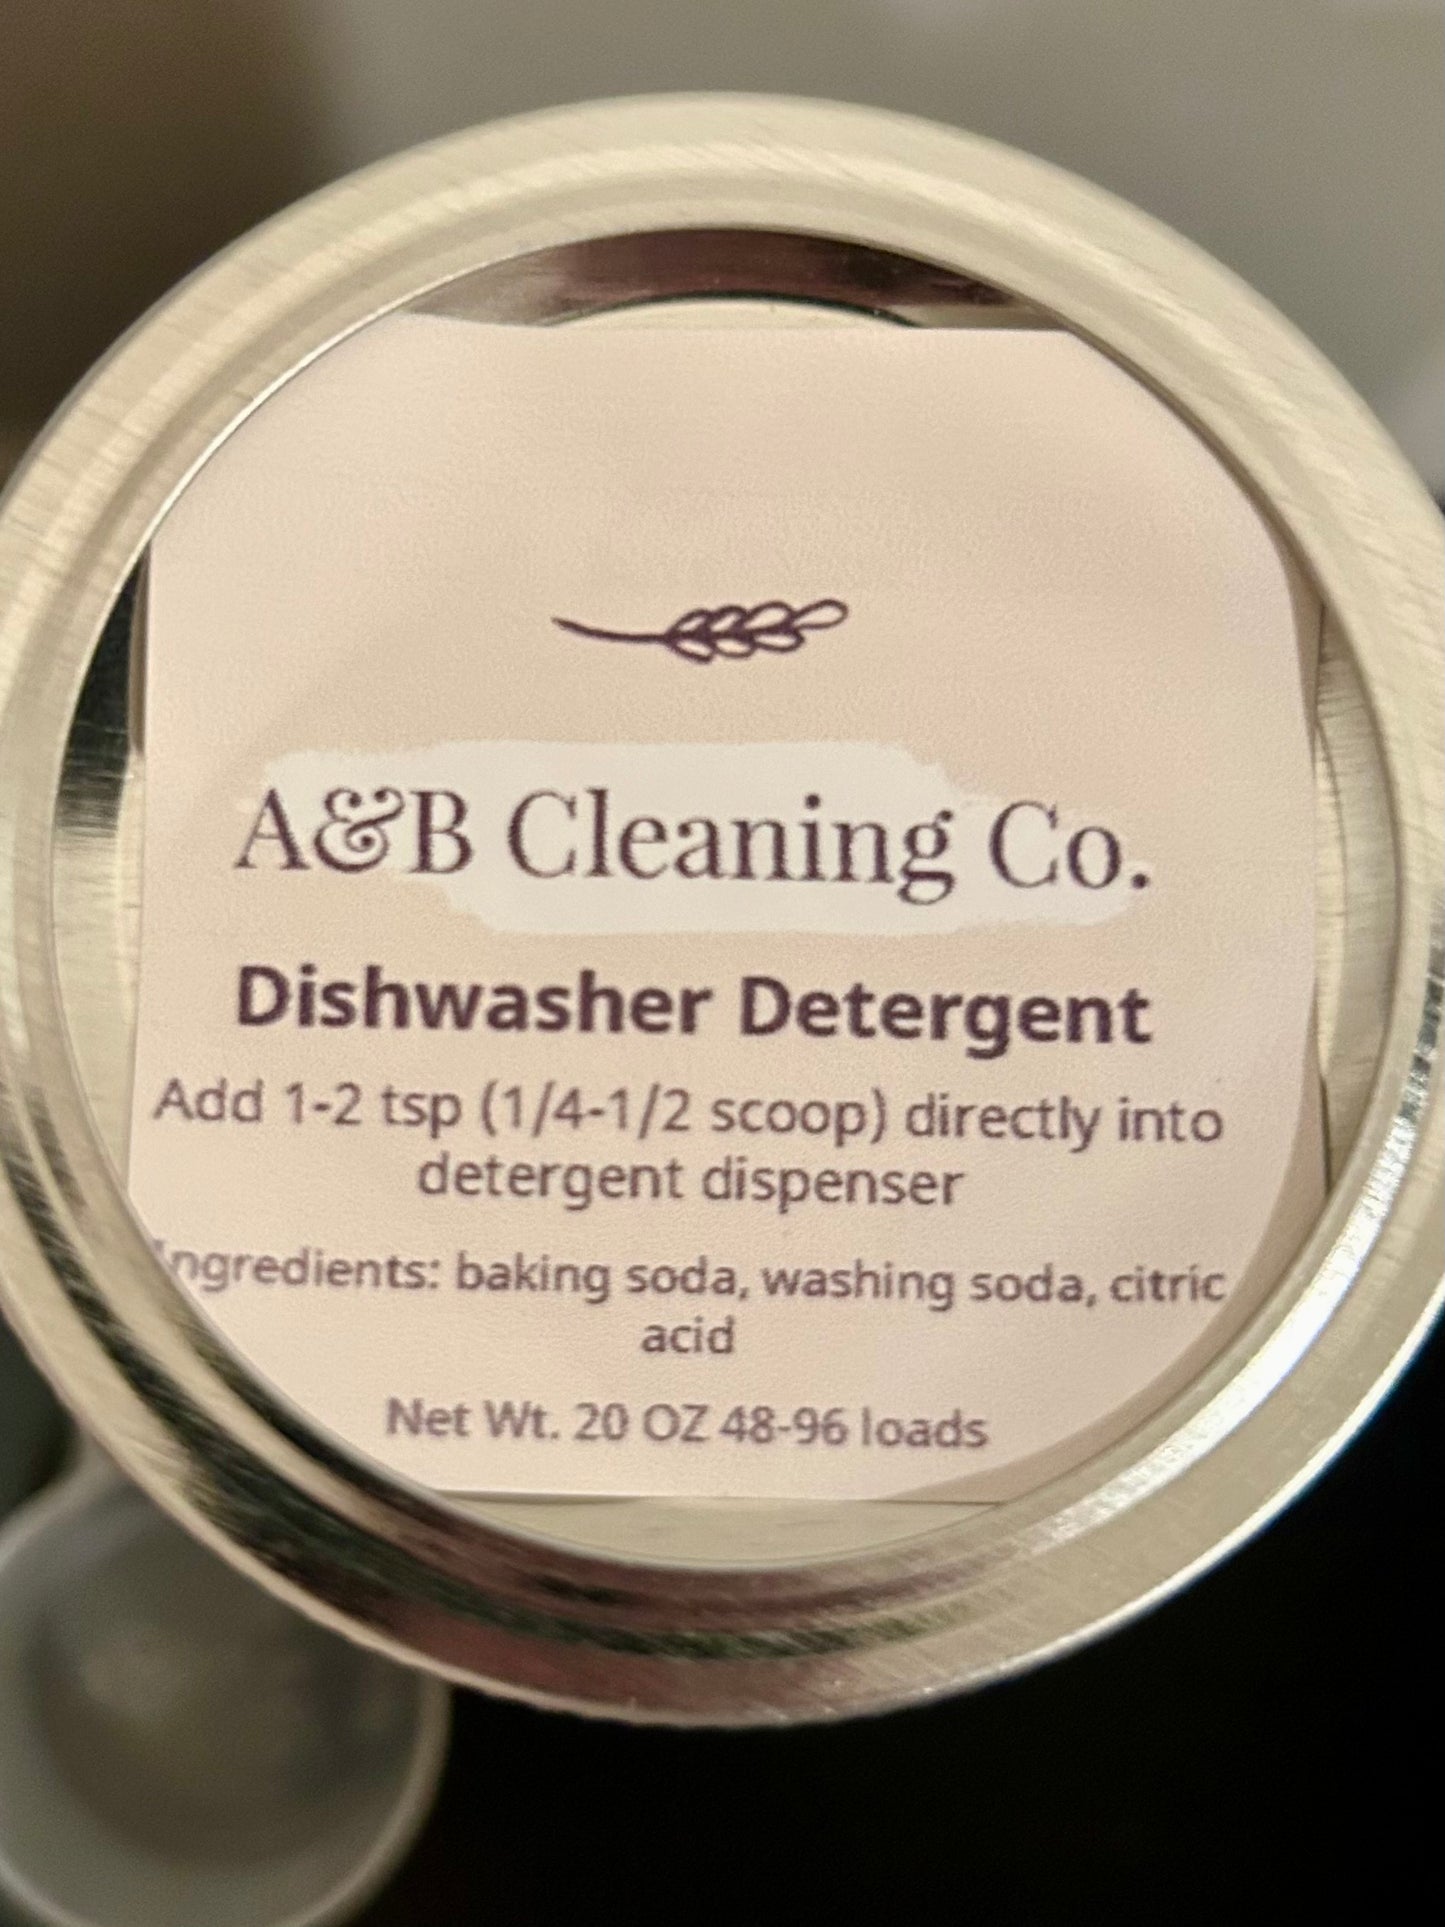 A&B Cleaning Co.
Dishwasher Detergent
Add 1-2 tsp (1/4-1/2 scoop) directly into
detergent dispenser
Ingredients: baking soda, washing soda, citric
acid
Net Wt. 20 OZ 48-96 loads